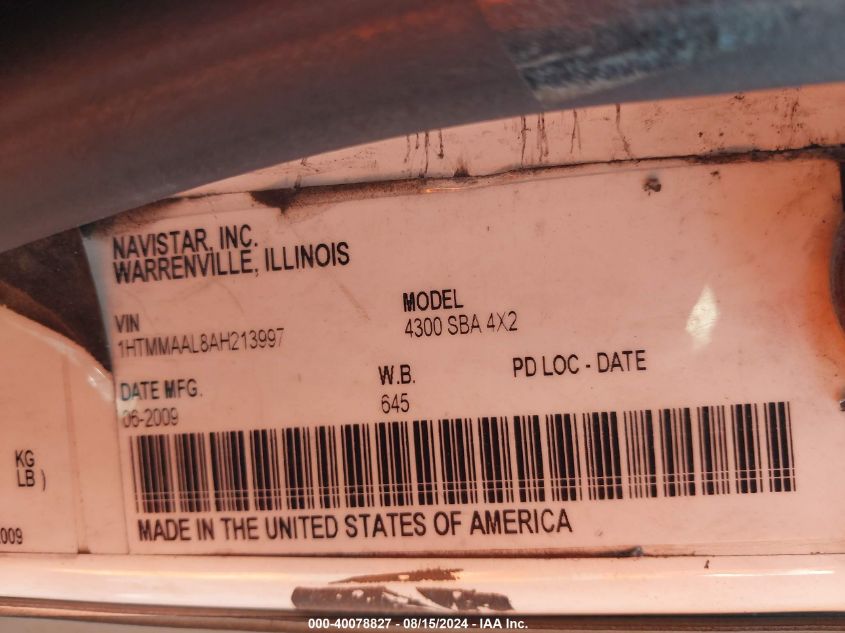 NAVISTAR, INC.
WARRENVILLE, ILLINOIS
VIN
1HTMMAAL8AH213997
MODEL
4300 SBA 4X2
DATE MFG.
06-2009
W.B.
645
PD LOC - DATE
KG
LB )
009
MADE IN THE UNITED STATES OF AMERICA
000-40078827 - 08/15/2024 - IAA Inc.